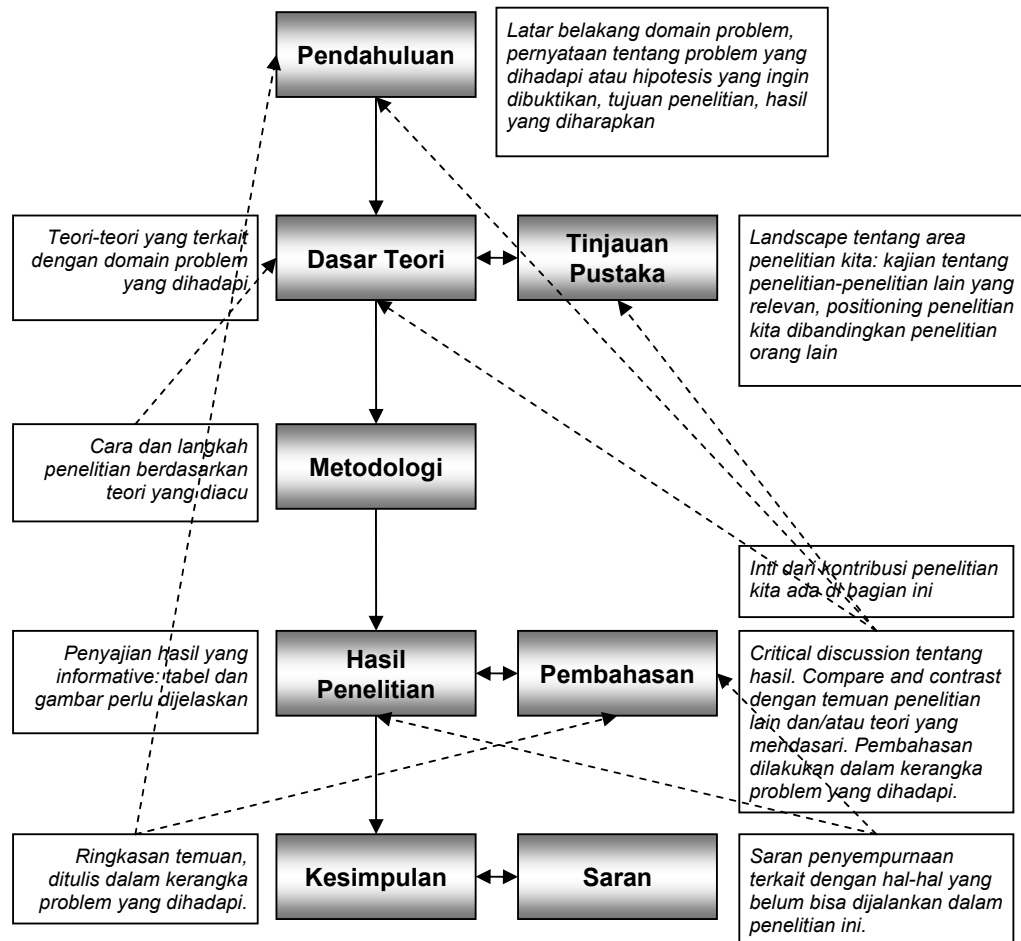 Pendahuluan
Latar belakang domain problem,
pernyataan tentang problem yang
dihadapi atau hipotesis yang ingin
dibuktikan, tujuan penelitian, hasil
yang diharapkan
Teori-teori yang terkait
dengan domain problem
yang dihadapi
Dasar Teori
Tinjauan
Pustaka
Landscape tentang area
penelitian kita: kajian tentang
penelitian-penelitian lain yang
relevan, positioning penelitian
kita dibandingkan penelitian
orang lain
Cara dan langkah
penelitian berdasarkan
teori yang diacu
Metodologi
Inti dari kontribusi penelitian
kita ada di bagian ini
Penyajian hasil yang
informative: tabel dan
gambar perlu dijelaskan
Hasil
Penelitian
Pembahasan
Critical discussion tentang
hasil. Compare and contrast
dengan temuan penelitian
lain dan/atau teori yang
mendasari. Pembahasan
dilakukan dalam kerangka
problem yang dihadapi.
Ringkasan temuan,
ditulis dalam kerangka
problem yang dihadapi.
Kesimpulan
Saran
Saran penyempurnaan
terkait dengan hal-hal yang
belum bisa dijalankan dalam
penelitian ini.